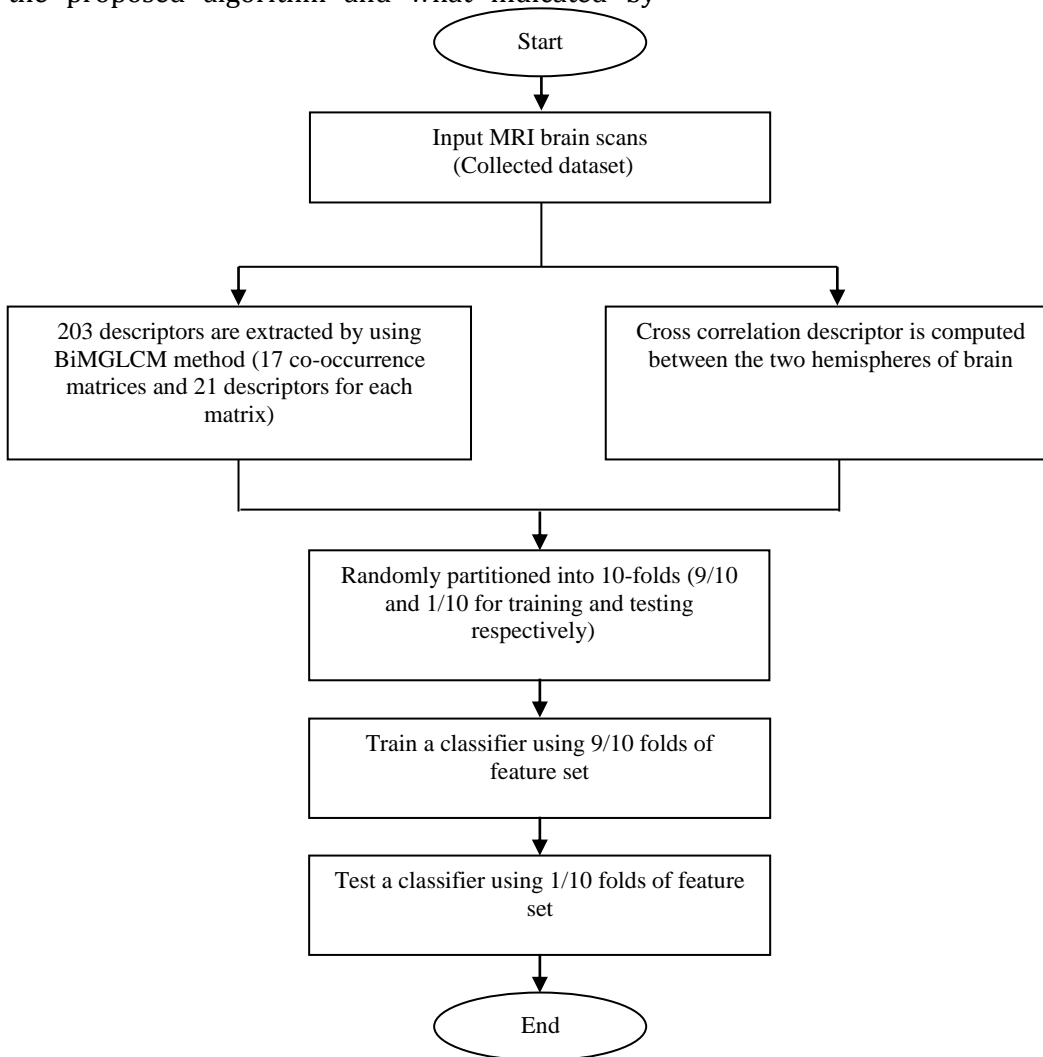 the proposed algorithm and what indicated by
Start
Input MRI brain scans
(Collected dataset)
203 descriptors are extracted by using
BiMGLCM method (17 co-occurrence
matrices and 21 descriptors for each
matrix)
Cross correlation descriptor is computed
between the two hemispheres of brain
Randomly partitioned into 10-folds (9/10
and 1/10 for training and testing
respectively)
Train a classifier using 9/10 folds of
feature set
Test a classifier using 1/10 folds of feature
set
End